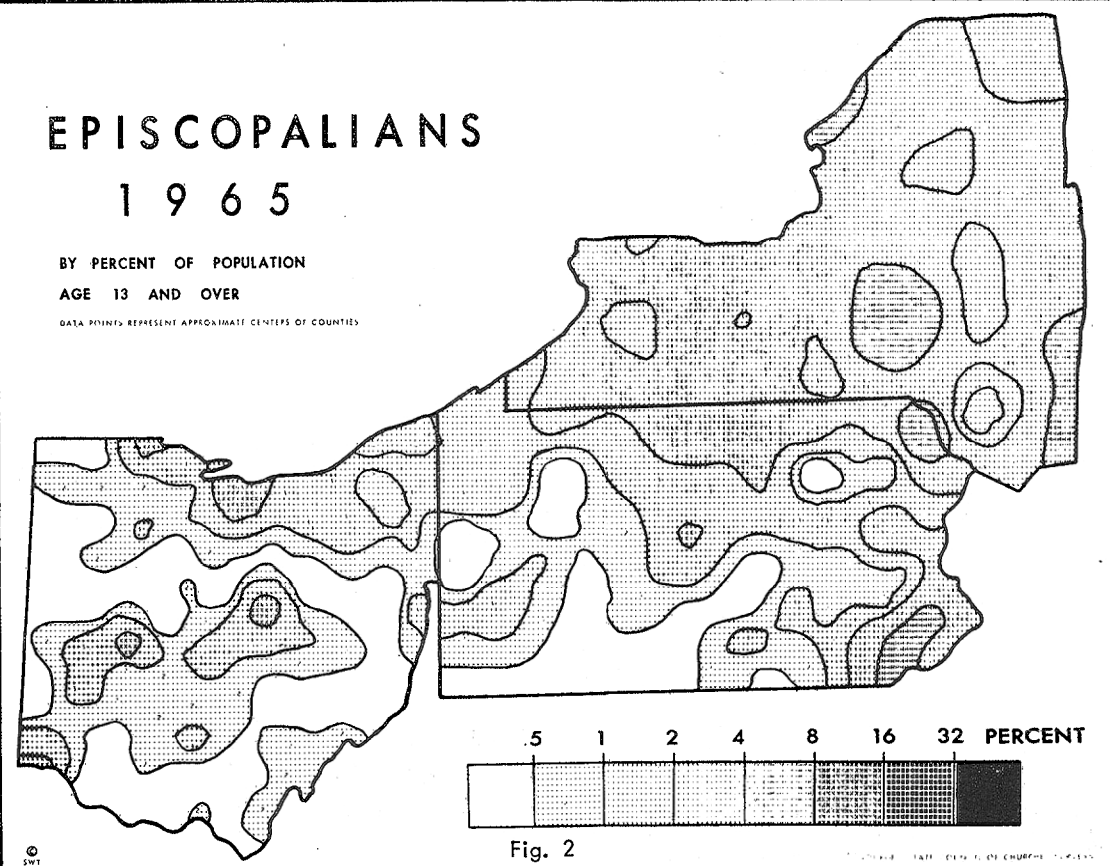 EPISCOPALIANS
1965
BY PERCENT OF POPULATION
AGE 13 AND OVER
DATA POINTS REPRESENT APPROXIMATE CENTERS OF COUNTIES
.5 1 2 4 8 16 32 PERCENT
Fig. 2
©
SWT